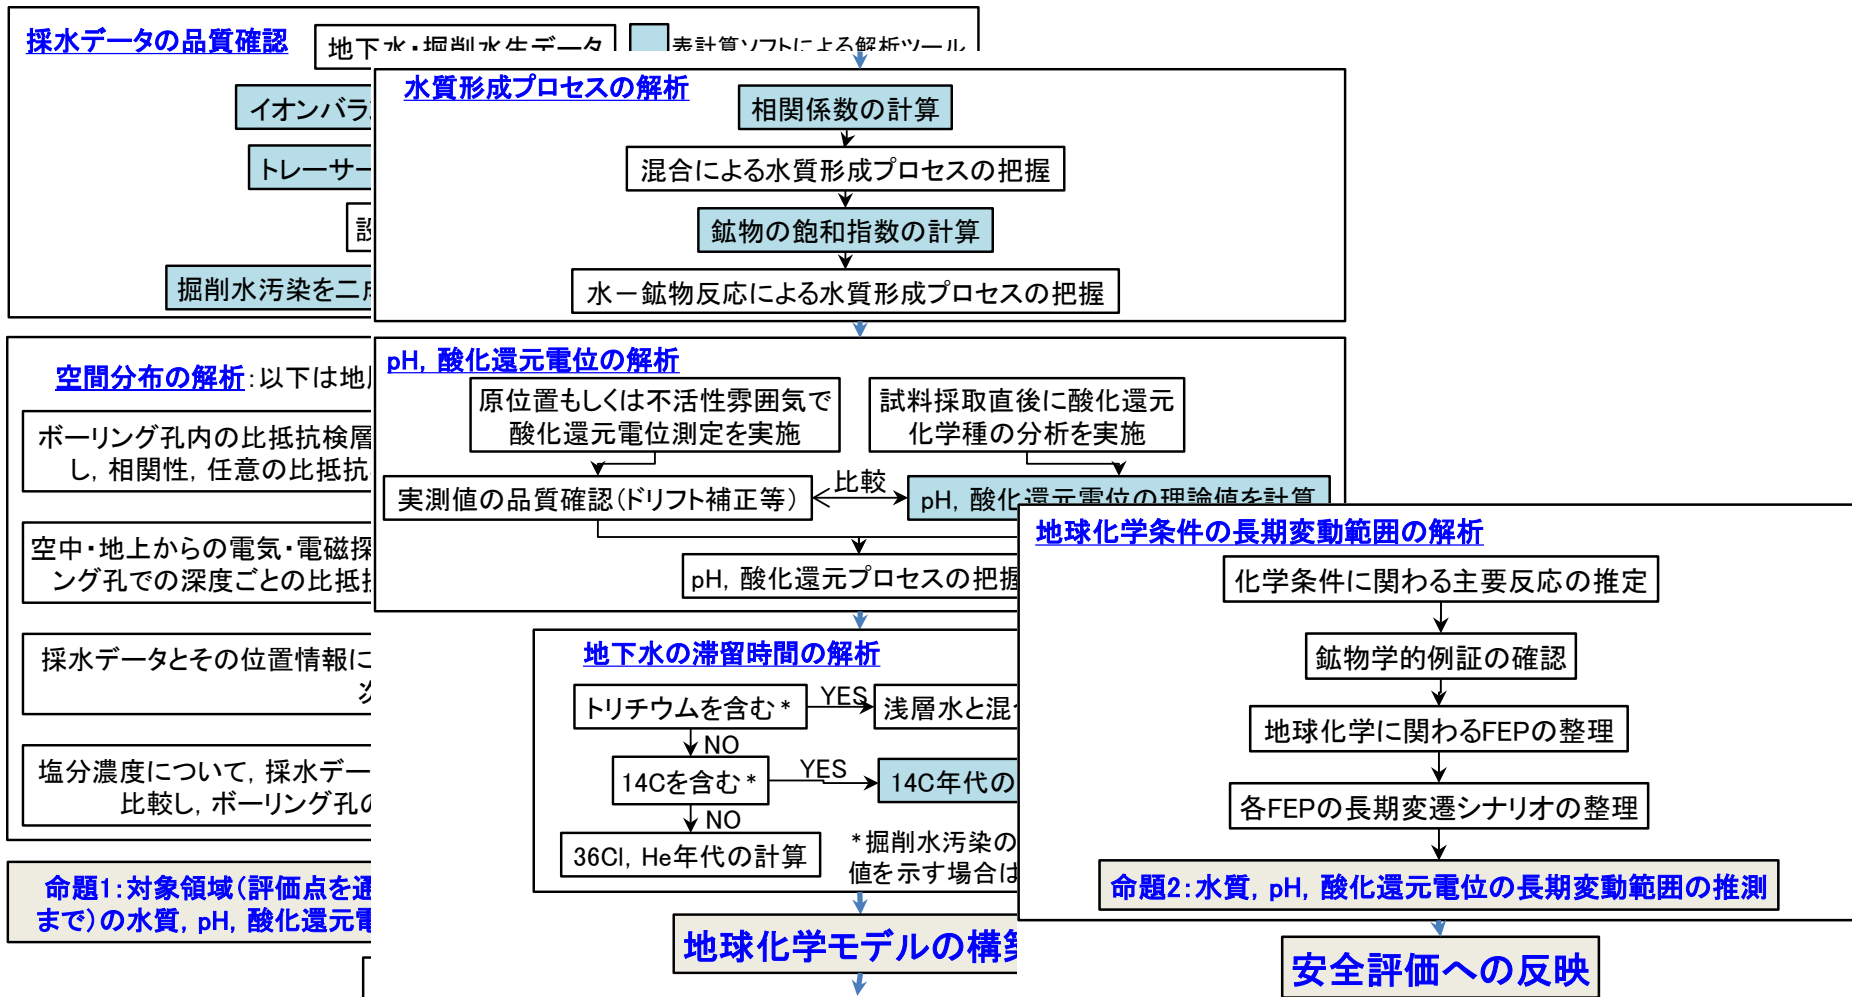 採水データの品質確認
地下水・掘削水生データ
表計算ソフトによる解析ツール
イオンバラ
トレーサー
掘削水汚染を二
空間分布の解析:以下は地
ボーリング孔内の比抵抗検層
し, 相関性, 任意の比抵抗
空中・地上からの電気・電磁探
ング孔での深度ごとの比抵
採水データとその位置情報に
塩分濃度について, 採水デー
比較し, ボーリング孔の
命題1:対象領域(評価点を通
まで)の水質, pH, 酸化還元電
水質形成プロセスの解析
相関係数の計算
混合による水質形成プロセスの把握
鉱物の飽和指数の計算
水-鉱物反応による水質形成プロセスの把握
pH, 酸化還元電位の解析
原位置もしくは不活性雰囲気で
酸化還元電位測定を実施
試料採取直後に酸化還元
化学種の分析を実施
実測値の品質確認(ドリフト補正等)
比較
pH, 酸化還元電位の理論値を計算
pH, 酸化還元プロセスの把握
地下水の滞留時間の解析
トリチウムを含む*
YES
浅層水と混
NO
14Cを含む*
YES
14C年代の
NO
36Cl, He年代の計算
*掘削水汚染の
値を示す場合は
地球化学モデルの構築
地球化学条件の長期変動範囲の解析
化学条件に関わる主要反応の推定
鉱物学的例証の確認
地球化学に関わるFEPの整理
各FEPの長期変遷シナリオの整理
命題2:水質, pH, 酸化還元電位の長期変動範囲の推測
安全評価への反映